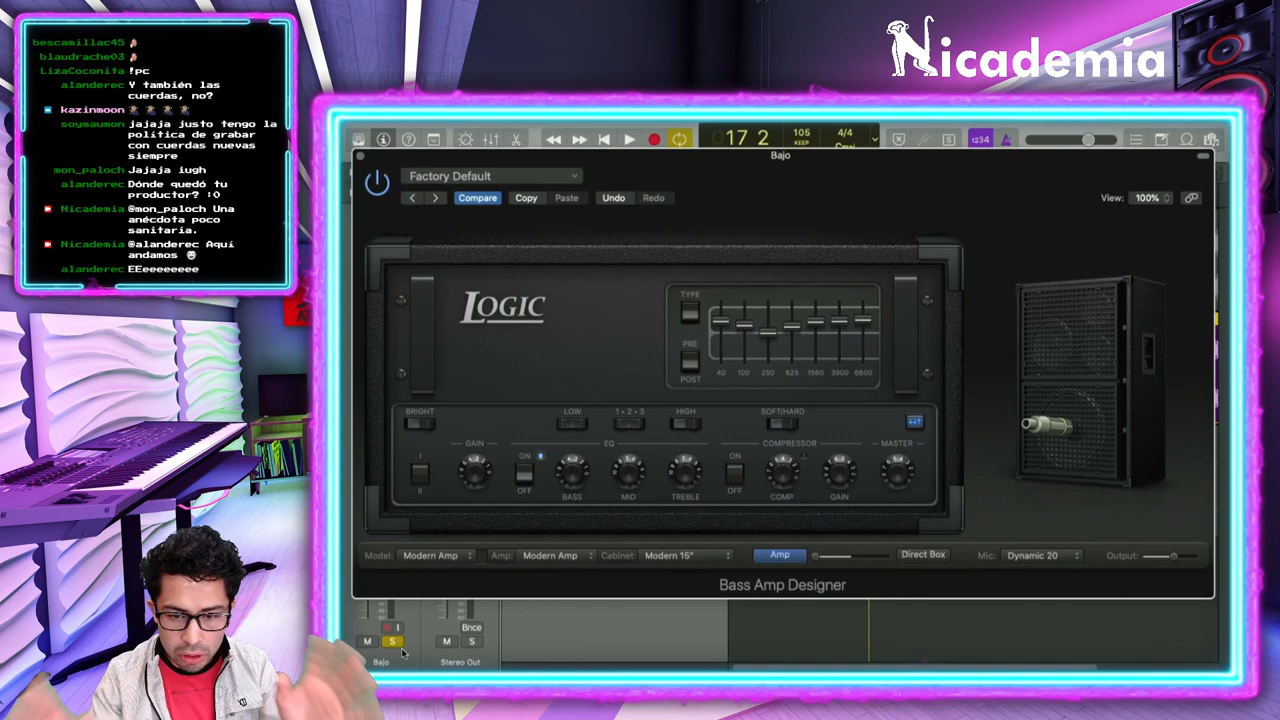 bescamillac45
blaudrache03
LizaCoconita !pc
alanderec Y también las
cuerdas, no?
kazinmoon
soymaumon jajaja justo tengo la
política de grabar
con cuerdas nuevas
siempre
mon_paloch Jajaja iugh
alanderec Dónde quedó tu
productor? :O
Nicademia @mon_paloch Una
anécdota poco
sanitaria.
Nicademia @alanderec Aquí
andamos
alanderec EEeeeeeeee
Nicademia
17 2 105 4/4
KEEP Cmaj
1234
Bajo
Factory Default
Compare Copy Paste Undo Redo View: 100%
LOGIC
TYPE
PRE
POST
40 100 250 625 1560 3900 6600
BRIGHT LOW 1-2-3 HIGH SOFT/HARD
GAIN EQ COMPRESSOR MASTER
I ON ON
II OFF OFF
BASS MID TREBLE COMP GAIN
Model: Modern Amp Amp: Modern Amp Cabinet: Modern 15" Amp Direct Box Mic: Dynamic 20 Output:
Bass Amp Designer
I Bnce
M S M S
Bajo Stereo Out